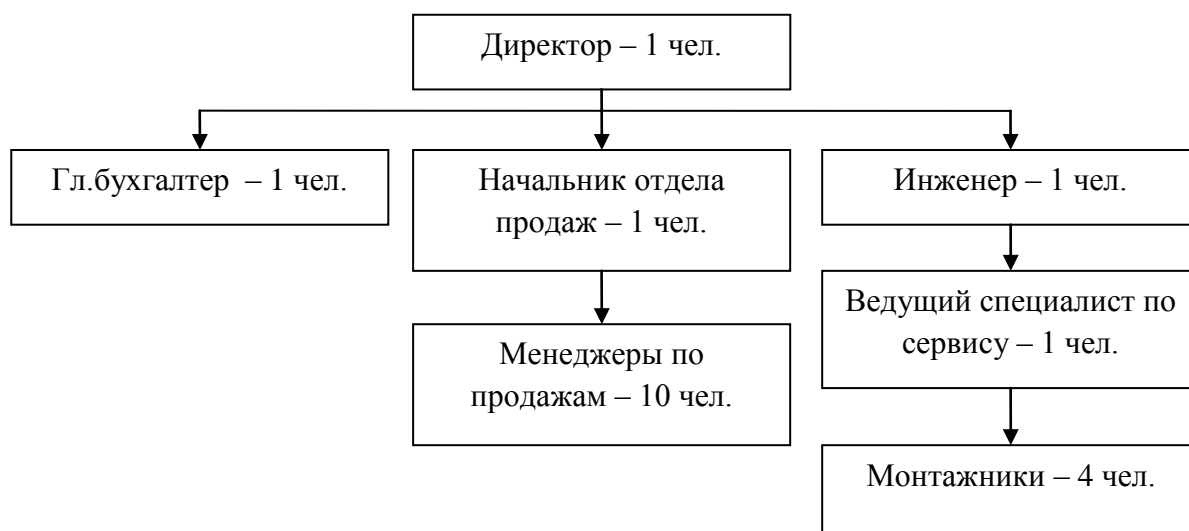 Директор – 1 чел.
Гл.бухгалтер – 1 чел.
Начальник отдела
продаж – 1 чел.
Инженер – 1 чел.
Менеджеры по
продажам – 10 чел.
Ведущий специалист по
сервису – 1 чел.
Монтажники – 4 чел.